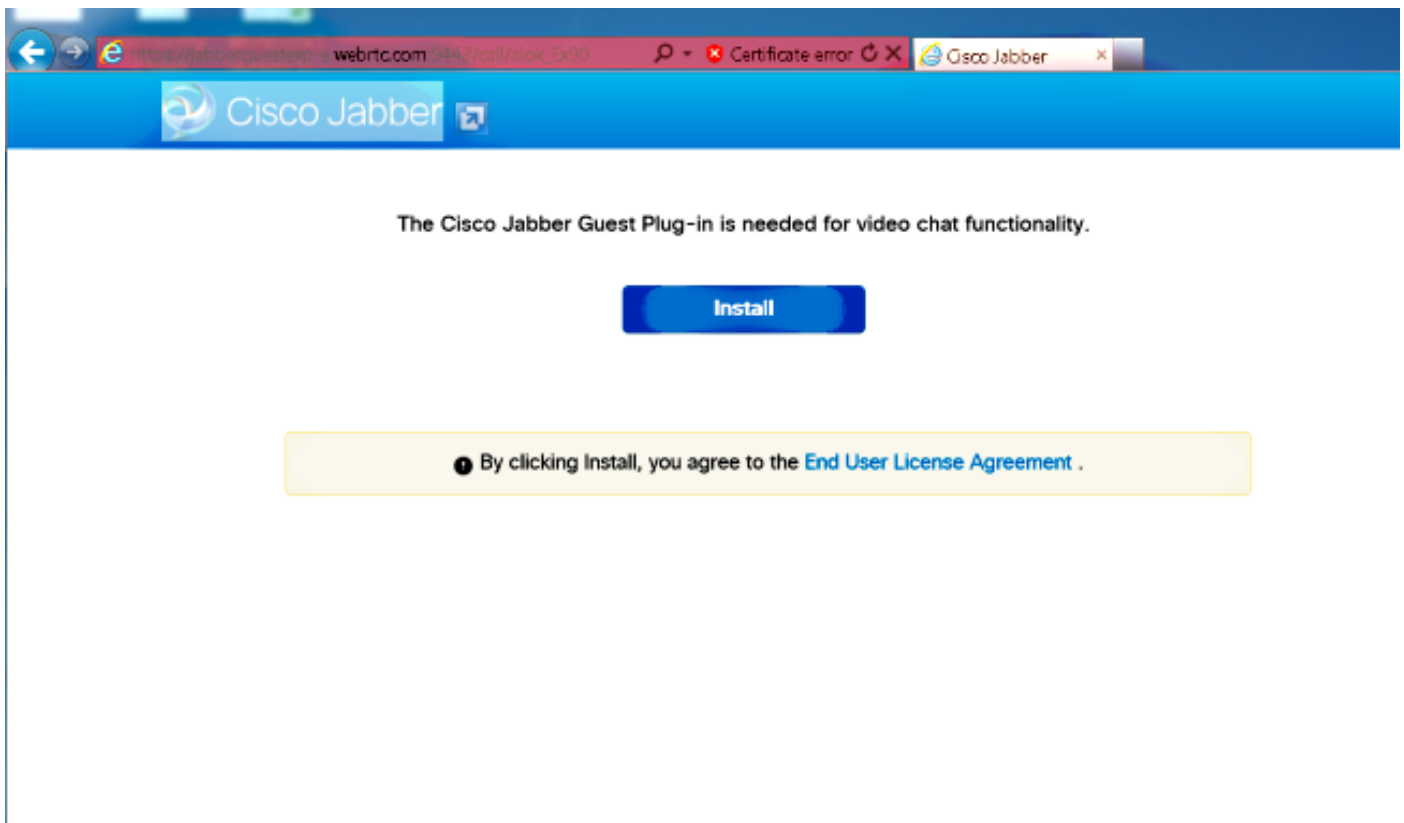 webrtc.com
Certificate error
Cisco Jabber
Cisco Jabber
The Cisco Jabber Guest Plug-in is needed for video chat functionality.
Install
By clicking Install, you agree to the End User License Agreement .